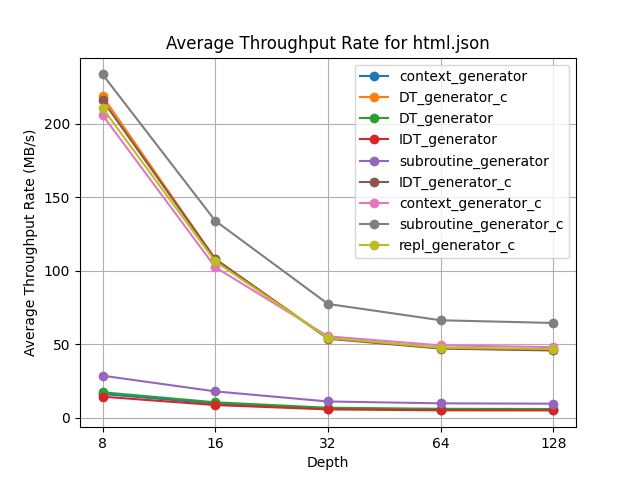 Average Throughput Rate for html.json
Average Throughput Rate (MB/s)
200
150
100
50
0
context_generator
DT_generator_c
DT_generator
IDT_generator
subroutine_generator
IDT_generator_c
context_generator_c
subroutine_generator_c
repl_generator_c
8
16
32
64
128
Depth